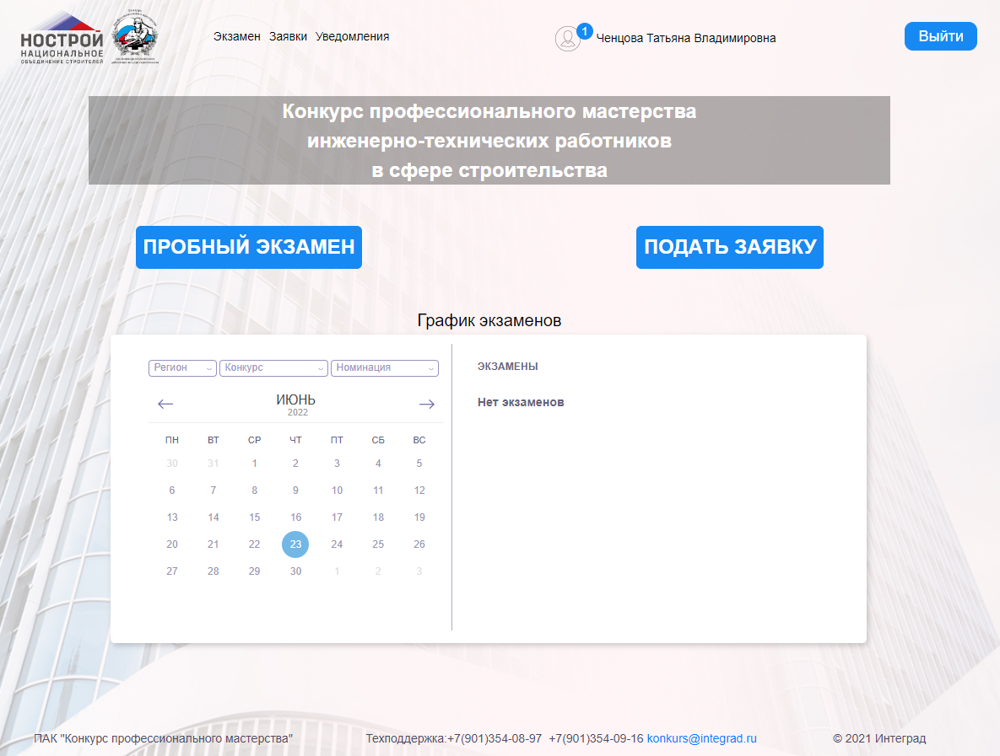 НОСТРОЙ
НАЦИОНАЛЬНОЕ
ОБЪЕДИНЕНИЕ СТРОИТЕЛЕЙ
Экзамен Заявки Уведомления
1
Ченцова Татьяна Владимировна
Выйти
Конкурс профессионального мастерства
инженерно-технических работников
в сфере строительства
ПРОБНЫЙ ЭКЗАМЕН
ПОДАТЬ ЗАЯВКУ
График экзаменов
Регион Конкурс Номинация
ИЮНЬ
2022
ПН ВТ СР ЧТ ПТ СБ ВС
30 31 1 2 3 4 5
6 7 8 9 10 11 12
13 14 15 16 17 18 19
20 21 22 23 24 25 26
27 28 29 30 1 2 3
ЭКЗАМЕНЫ
Нет экзаменов
ПАК "Конкурс профессионального мастерства"
Техподдержка:+7(901)354-08-97 +7(901)354-09-16 konkurs@integrad.ru
© 2021 Интеград